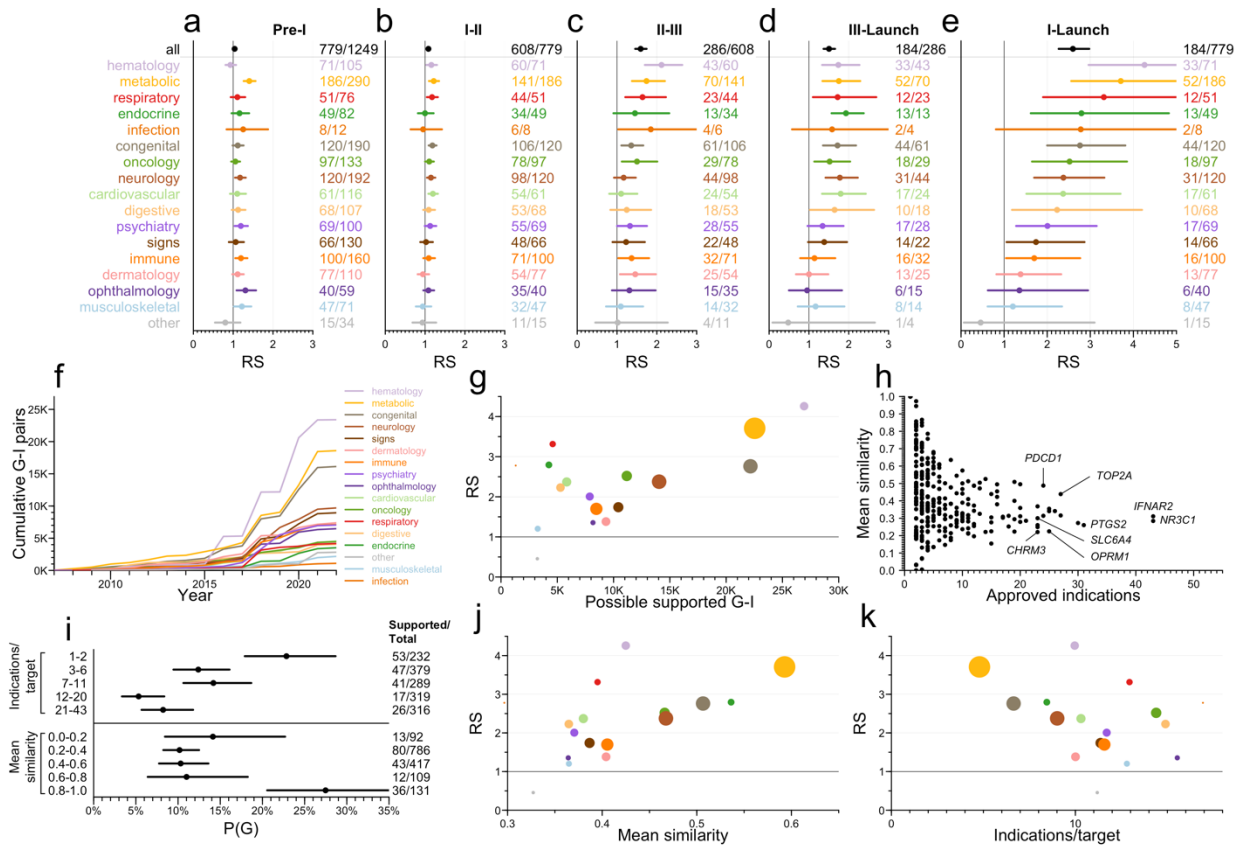 a Pre-I b I-II c II-III d III-Launch e I-Launch
all 779/1249 608/779 286/608 184/286 184/779
hematology 71/105 60/71 43/60 33/43 33/71
metabolic 186/290 141/186 70/141 52/70 52/186
respiratory 51/76 44/51 23/44 12/23 12/51
endocrine 49/82 34/49 13/34 13/13 13/49
infection 8/12 6/8 4/6 2/4 2/8
congenital 120/190 106/120 61/106 44/61 44/120
oncology 97/133 78/97 29/78 18/29 18/97
neurology 120/192 98/120 44/98 31/44 31/120
cardiovascular 61/116 54/61 24/54 17/24 17/61
digestive 68/107 53/68 18/53 10/18 10/68
psychiatry 69/100 55/69 28/55 17/28 17/69
signs 66/130 48/66 22/48 14/22 14/66
immune 100/160 71/100 32/71 16/32 16/100
dermatology 77/110 54/77 25/54 13/25 13/77
ophthalmology 40/59 35/40 15/35 6/15 6/40
musculoskeletal 47/71 32/47 14/32 8/14 8/47
other 15/34 11/15 4/11 1/4 1/15
0 1 2 3 0 1 2 3 0 1 2 3 0 1 2 3 0 1 2 3 4 5
RS RS RS RS RS
f
25K
20K
15K
10K
5K
0K
Cumulative G-I pairs
2010 2015 2020
Year
hematology
metabolic
congenital
neurology
signs
dermatology
immune
psychiatry
ophthalmology
cardiovascular
oncology
respiratory
digestive
endocrine
other
musculoskeletal
infection
g
4
3
2
1
0
RS
0 5K 10K 15K 20K 25K 30K
Possible supported G-I
h
1.0
0.9
0.8
0.7
0.6
0.5
0.4
0.3
0.2
0.1
0.0
Mean similarity
PDCD1
TOP2A
IFNAR2
NR3C1
PTGS2
SLC6A4
CHRM3
OPRM1
0 10 20 30 40 50
Approved indications
i
Supported/
Total
Indications/
target
1-2 53/232
3-6 47/379
7-11 41/289
12-20 17/319
21-43 26/316
Mean
similarity
0.0-0.2 13/92
0.2-0.4 80/786
0.4-0.6 43/417
0.6-0.8 12/109
0.8-1.0 36/131
0% 5% 10% 15% 20% 25% 30% 35%
P(G)
j
4
3
2
1
0
RS
0.3 0.4 0.5 0.6
Mean similarity
k
4
3
2
1
0
RS
10
Indications/target